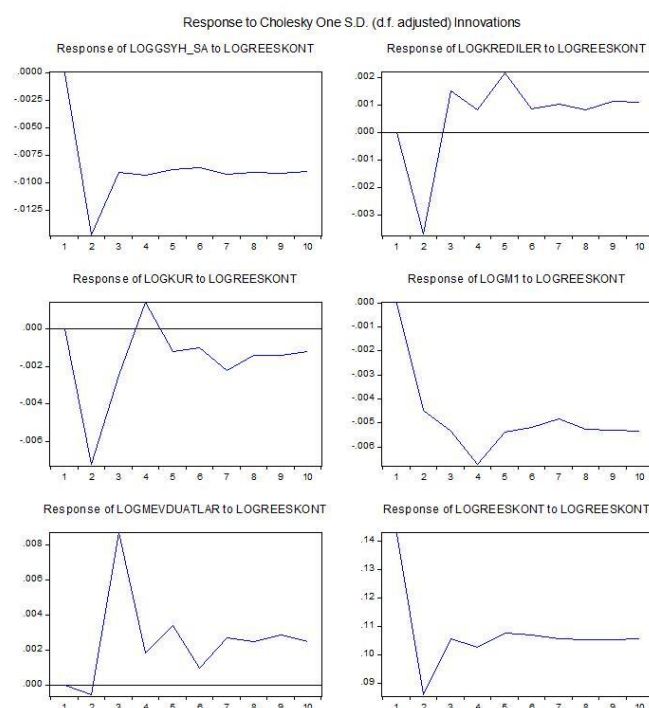 Response to Cholesky One S.D. (d.f. adjusted) Innovations
Response of LOGGSYH_SA to LOGREESKONT
.0000
-.0025
-.0050
-.0075
-.0100
-.0125
1 2 3 4 5 6 7 8 9 10
Response of LOGKREDILER to LOGREESKONT
.002
.001
.000
-.001
-.002
-.003
1 2 3 4 5 6 7 8 9 10
Response of LOGKUR to LOGREESKONT
.000
-.002
-.004
-.006
1 2 3 4 5 6 7 8 9 10
Response of LOGM1 to LOGREESKONT
.000
-.001
-.002
-.003
-.004
-.005
-.006
1 2 3 4 5 6 7 8 9 10
Response of LOGMEVDUATLAR to LOGREESKONT
.008
.006
.004
.002
.000
1 2 3 4 5 6 7 8 9 10
Response of LOGREESKONT to LOGREESKONT
.14
.13
.12
.11
.10
.09
1 2 3 4 5 6 7 8 9 10